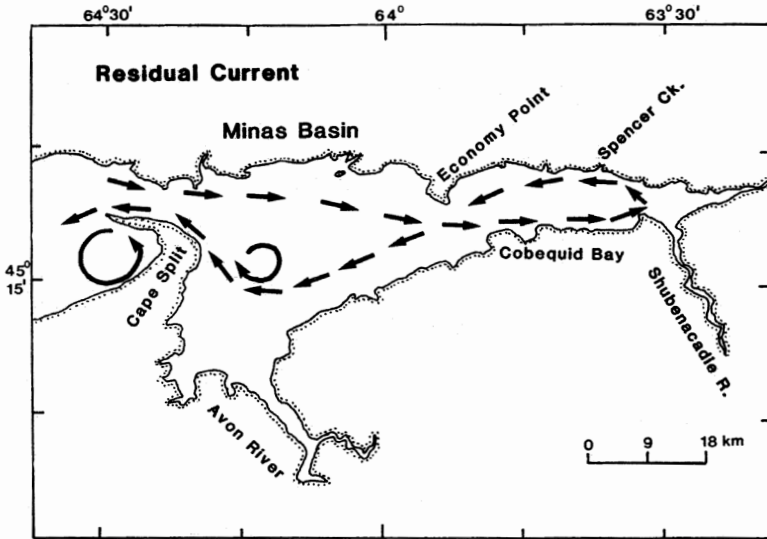 64°30' 64° 63°30'
Residual Current
Minas Basin
Economy Point
Spencer Ck.
45°
15'
Cape Split
Cobequid Bay
Shubenacadie R.
Avon River
0 9 18 km